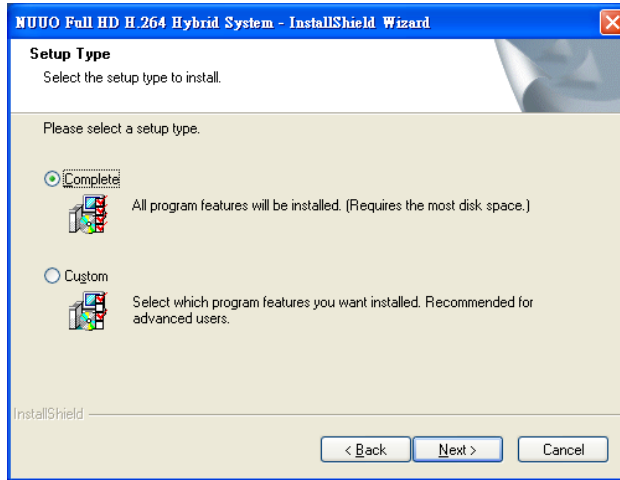 NUUO Full HD H.264 Hybrid System - InstallShield Wizard
Setup Type
Select the setup type to install.
Please select a setup type.
Complete
All program features will be installed. (Requires the most disk space.)
Custom
Select which program features you want installed. Recommended for
advanced users.
InstallShield
< Back Next > Cancel